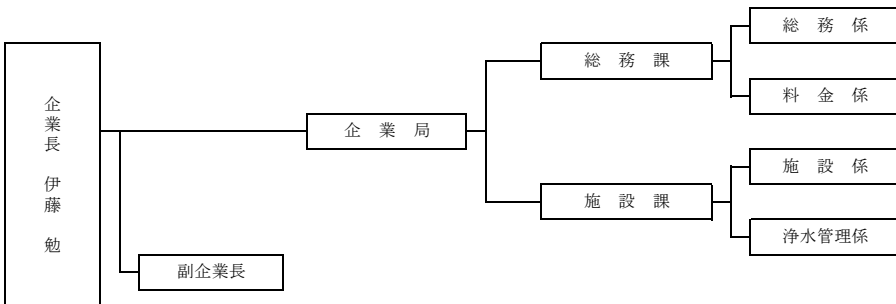 企業長　伊藤　勉
副企業長
企　業　局
総　務　課
施　設　課
総　務　係
料　金　係
施　設　係
浄水管理係